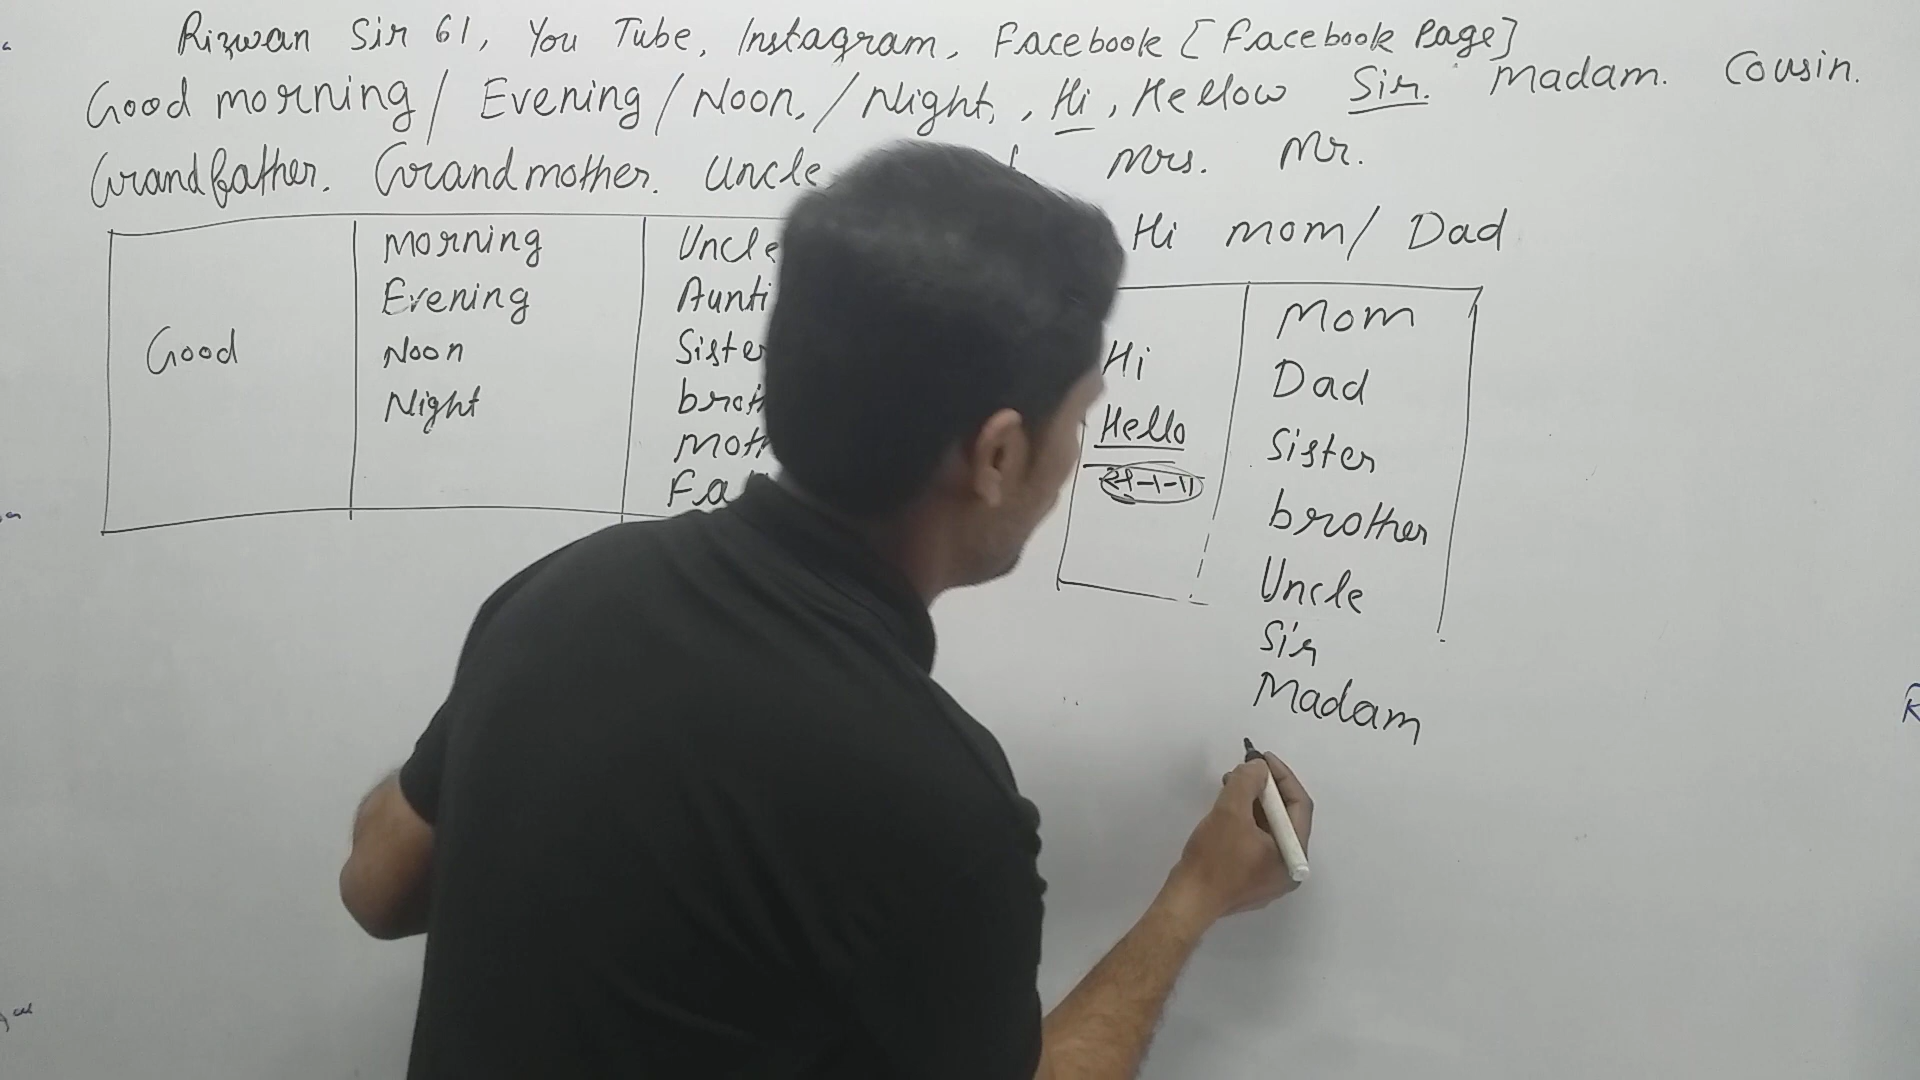 Rizwan Sir 61, You Tube, Instagram, Facebook [Facebook Page]
Good morning / Evening / Noon, / Night, , Hi, Hellow Sir. Madam. Cousin.
Grandfather. Grandmother. Uncle Mrs. Mr.
Hi mom / Dad
Good
Morning
Evening
Noon
Night
Uncle
Aunti
Siste
brot
Moth
Fa
Hi
Hello
Mom
Dad
Sister
brother
Uncle
Sir
Madam